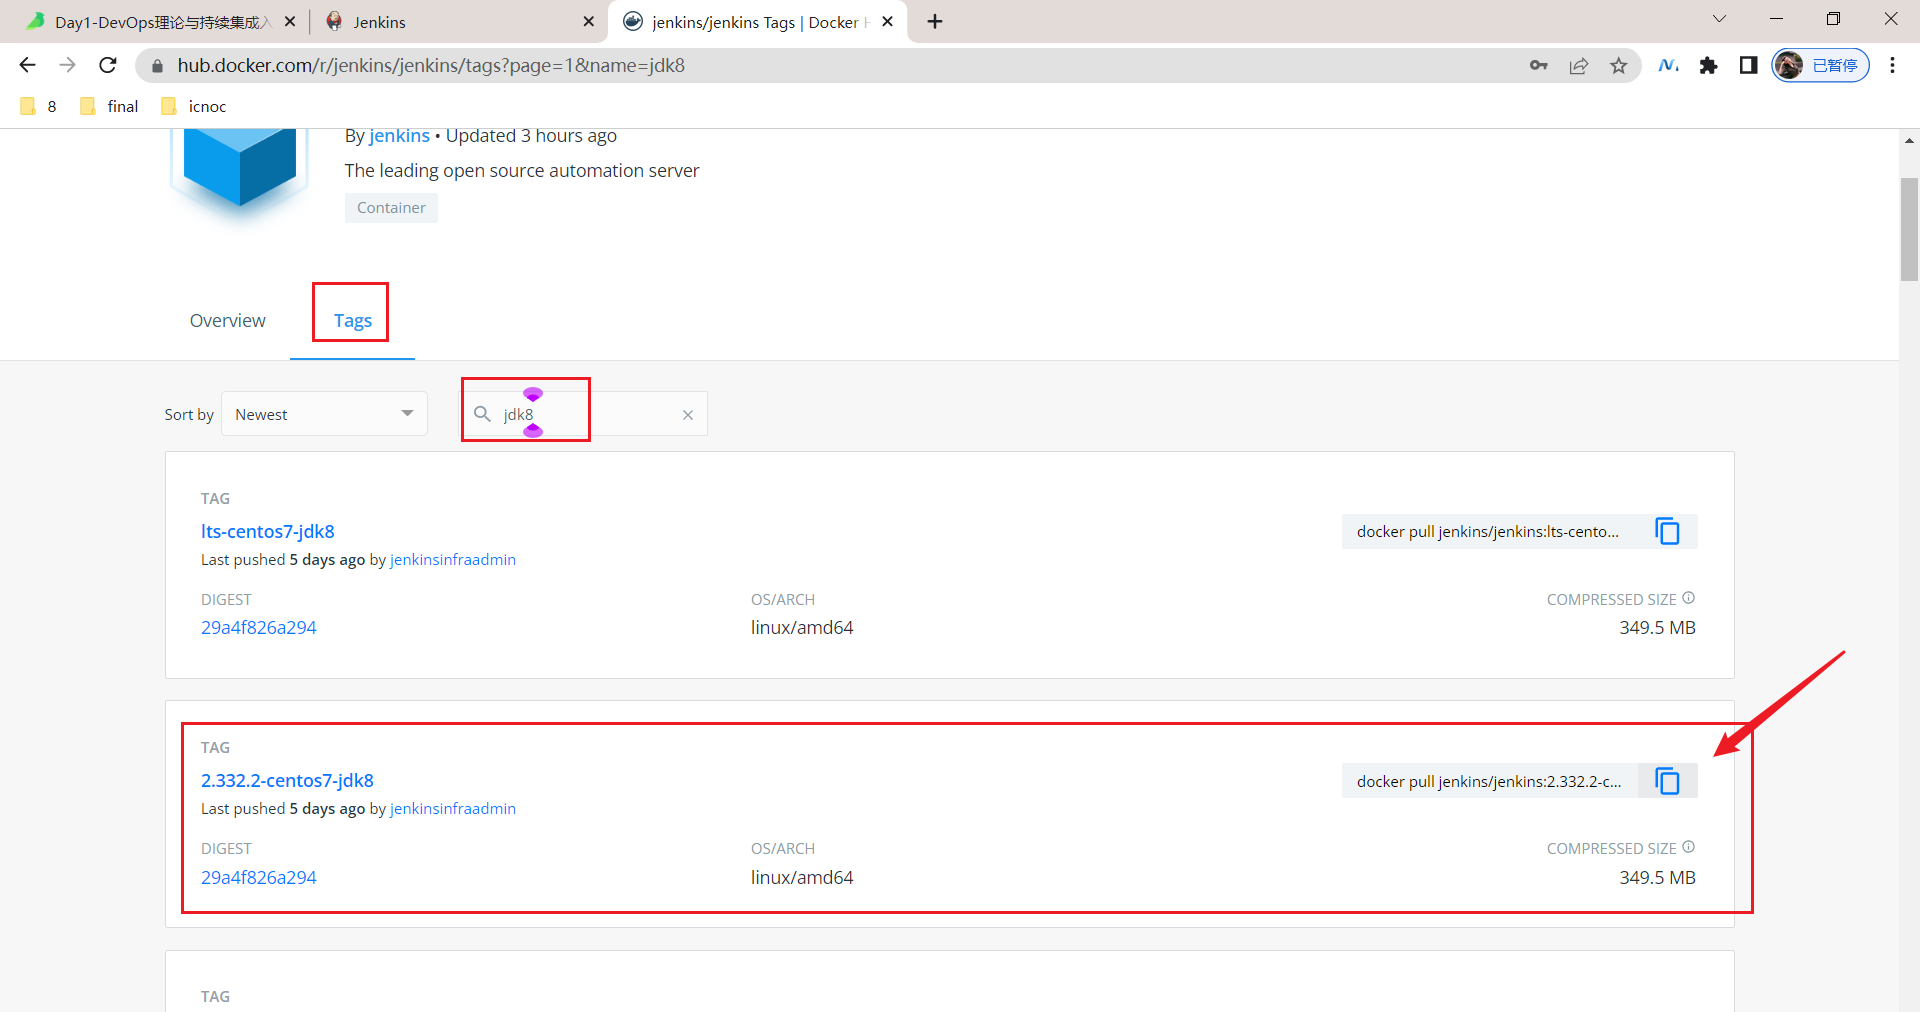 Day1-DevOps理论与持续集成入
Jenkins
jenkins/jenkins Tags | Docker H
hub.docker.com/r/jenkins/jenkins/tags?page=1&name=jdk8
已暂停
8
final
icnoc
By jenkins • Updated 3 hours ago
The leading open source automation server
Container
Overview
Tags
Sort by
Newest
jdk8
TAG
lts-centos7-jdk8
docker pull jenkins/jenkins:lts-cento...
Last pushed 5 days ago by jenkinsinfraadmin
DIGEST
OS/ARCH
COMPRESSED SIZE
29a4f826a294
linux/amd64
349.5 MB
TAG
2.332.2-centos7-jdk8
docker pull jenkins/jenkins:2.332.2-c...
Last pushed 5 days ago by jenkinsinfraadmin
DIGEST
OS/ARCH
COMPRESSED SIZE
29a4f826a294
linux/amd64
349.5 MB
TAG